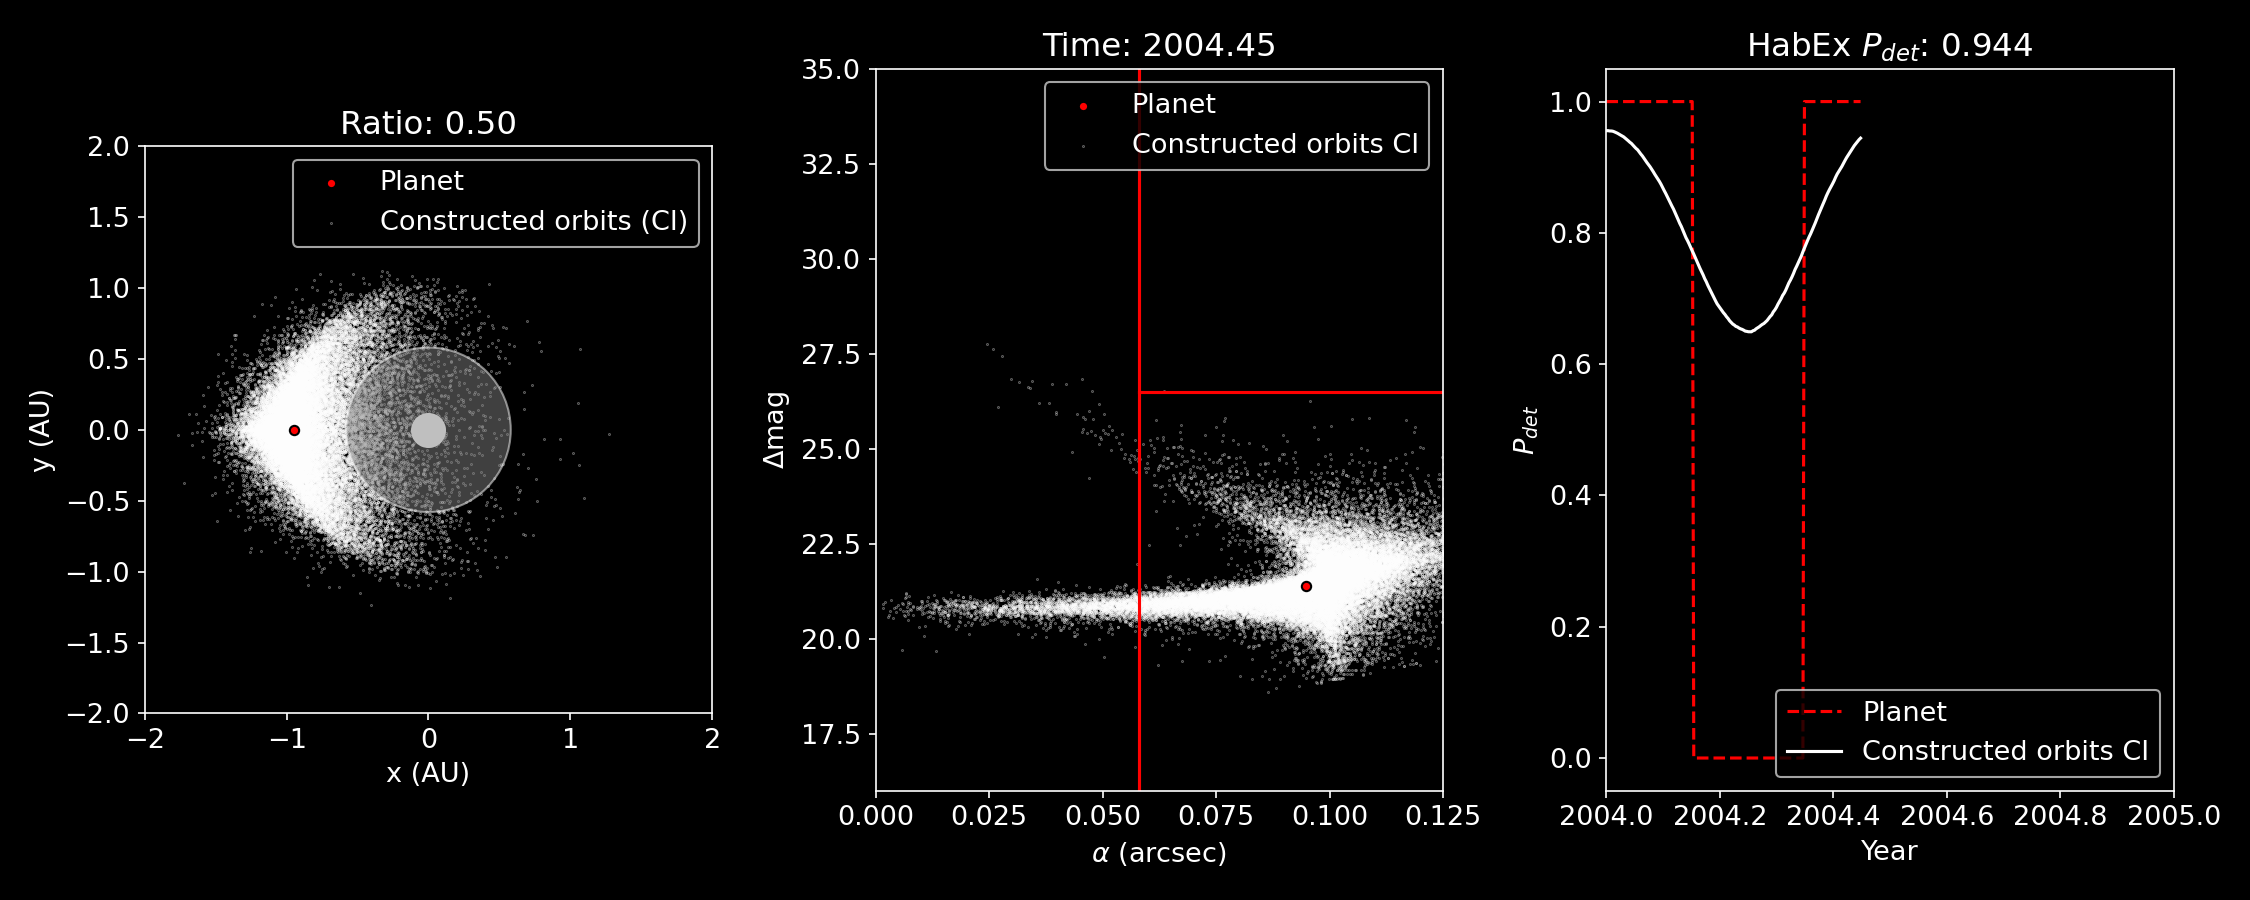 Ratio: 0.50
2.0
1.5
1.0
0.5
0.0
−0.5
−1.0
−1.5
−2.0
y (AU)
Planet
Constructed orbits (CI)
−2 −1 0 1 2
x (AU)
Time: 2004.45
35.0
32.5
30.0
27.5
25.0
22.5
20.0
17.5
Δmag
Planet
Constructed orbits CI
0.000 0.025 0.050 0.075 0.100 0.125
α (arcsec)
HabEx P_det: 0.944
1.0
0.8
0.6
0.4
0.2
0.0
P_det
Planet
Constructed orbits CI
2004.0 2004.2 2004.4 2004.6 2004.8 2005.0
Year